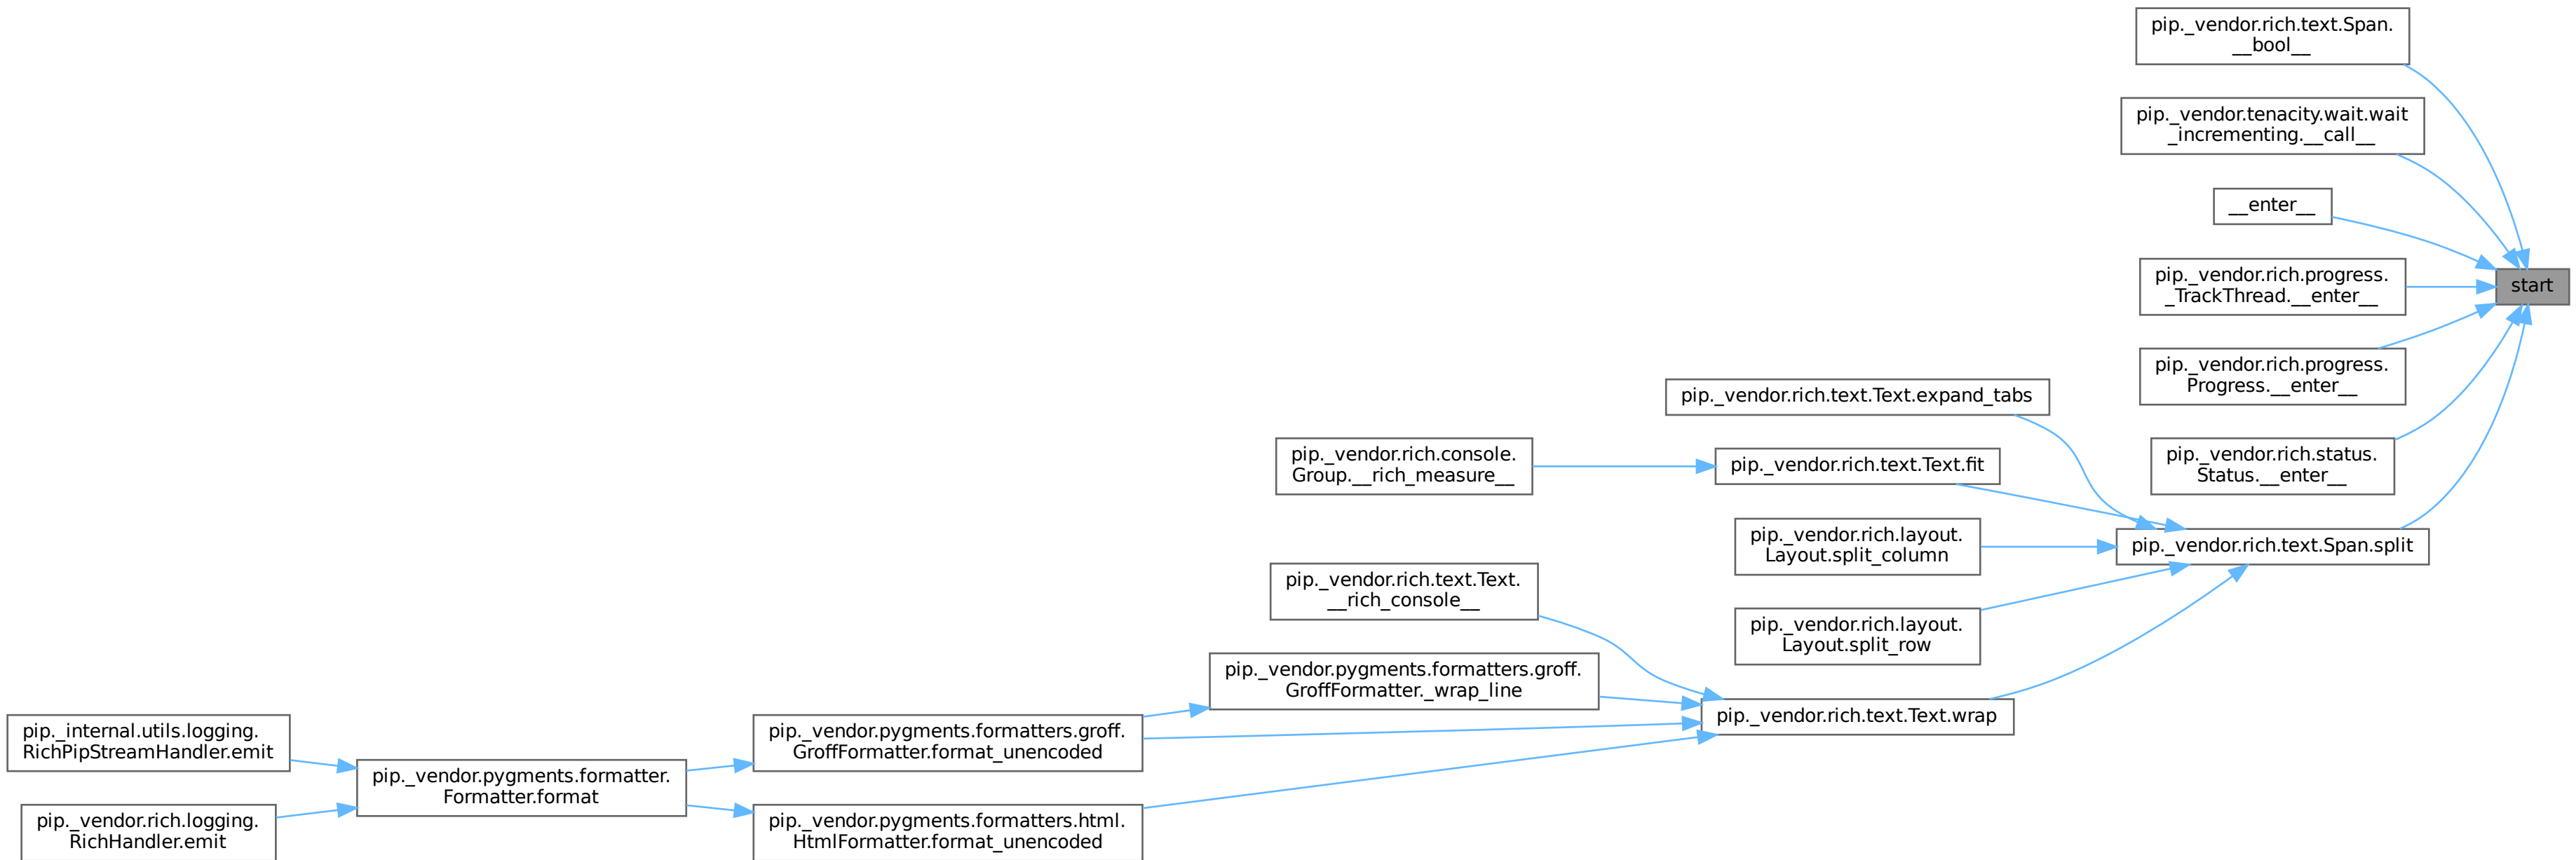 pip._vendor.rich.text.Span.
__bool__
pip._vendor.tenacity.wait.wait
_incrementing.__call__
__enter__
pip._vendor.rich.progress.
_TrackThread.__enter__
start
pip._vendor.rich.progress.
Progress.__enter__
pip._vendor.rich.text.Text.expand_tabs
pip._vendor.rich.console.
Group.__rich_measure__
pip._vendor.rich.text.Text.fit
pip._vendor.rich.status.
Status.__enter__
pip._vendor.rich.layout.
Layout.split_column
pip._vendor.rich.text.Span.split
pip._vendor.rich.text.Text.
__rich_console__
pip._vendor.rich.layout.
Layout.split_row
pip._vendor.pygments.formatters.groff.
GroffFormatter._wrap_line
pip._vendor.rich.text.Text.wrap
pip._internal.utils.logging.
RichPipStreamHandler.emit
pip._vendor.pygments.formatters.groff.
GroffFormatter.format_unencoded
pip._vendor.pygments.formatter.
Formatter.format
pip._vendor.rich.logging.
RichHandler.emit
pip._vendor.pygments.formatters.html.
HtmlFormatter.format_unencoded